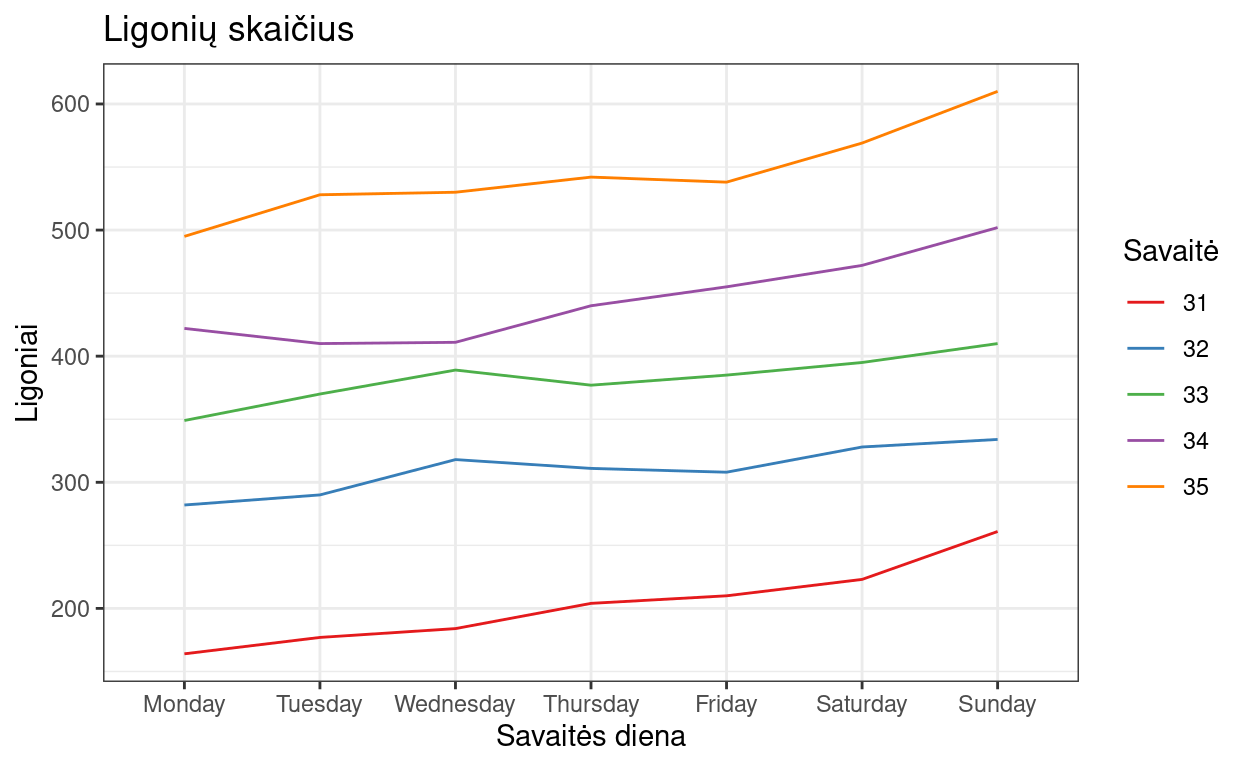 Ligonių skaičius
Ligoniai
600
500
400
300
200
Monday Tuesday Wednesday Thursday Friday Saturday Sunday
Savaitės diena
Savaitė
31
32
33
34
35